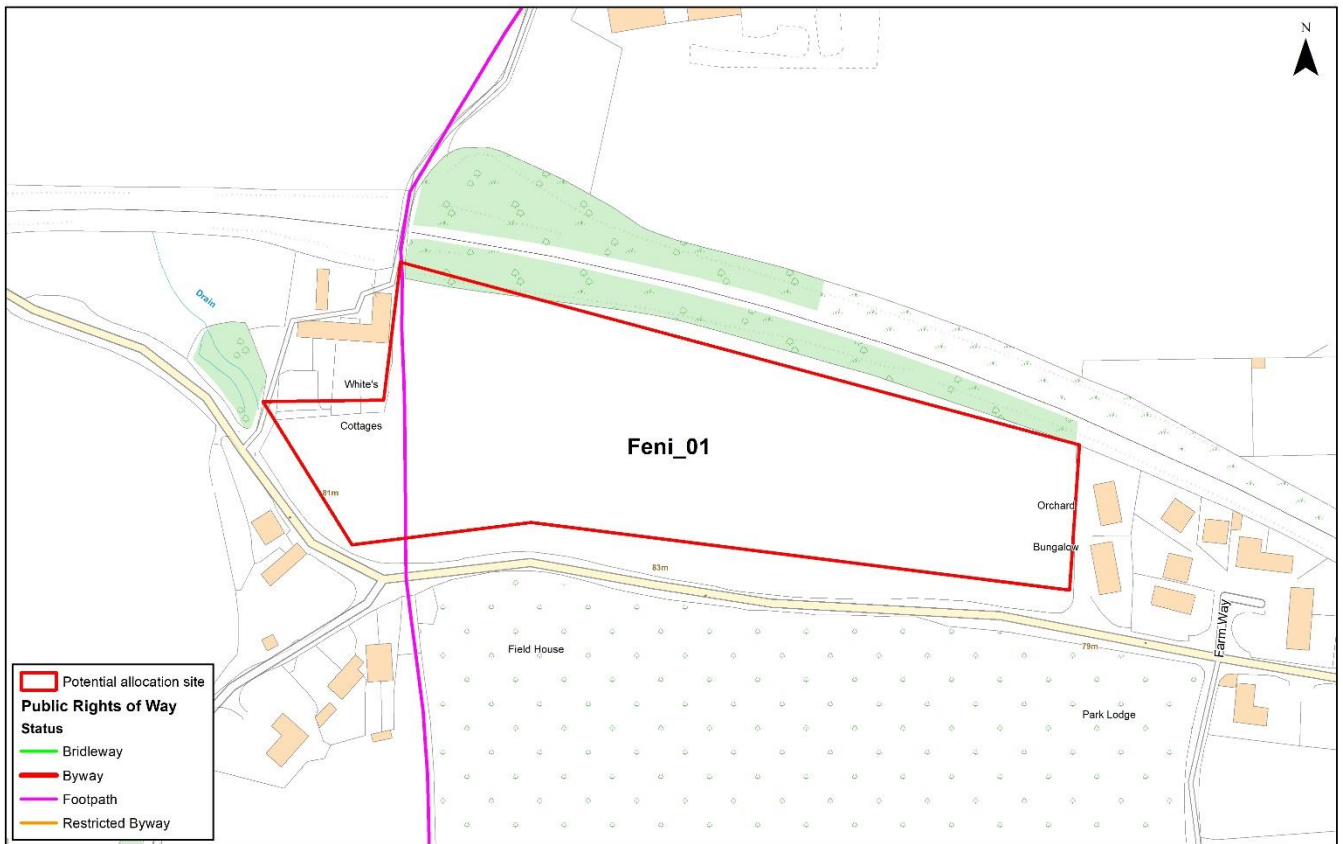 N
Drain
White's
Cottages
Feni_01
81m
Orchard
Bungalow
83m
Field House
Farm Way
79m
Park Lodge
Potential allocation site
Public Rights of Way
Status
Bridleway
Byway
Footpath
Restricted Byway